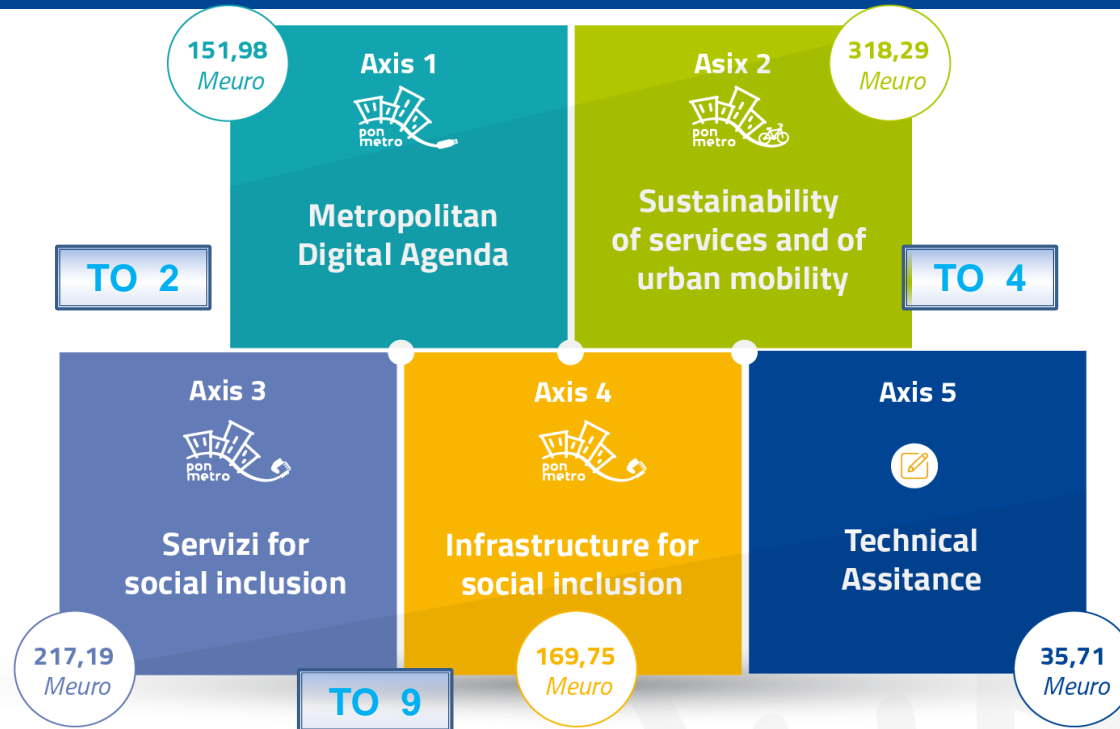 151,98
Meuro
Axis 1
pon
metro
Metropolitan
Digital Agenda
TO 2
Asix 2
318,29
Meuro
pon
metro
Sustainability
of services and of
urban mobility
TO 4
Axis 3
pon
metro
Servizi for
social inclusion
217,19
Meuro
TO 9
Axis 4
pon
metro
Infrastructure for
social inclusion
169,75
Meuro
Axis 5
Technical
Assitance
35,71
Meuro